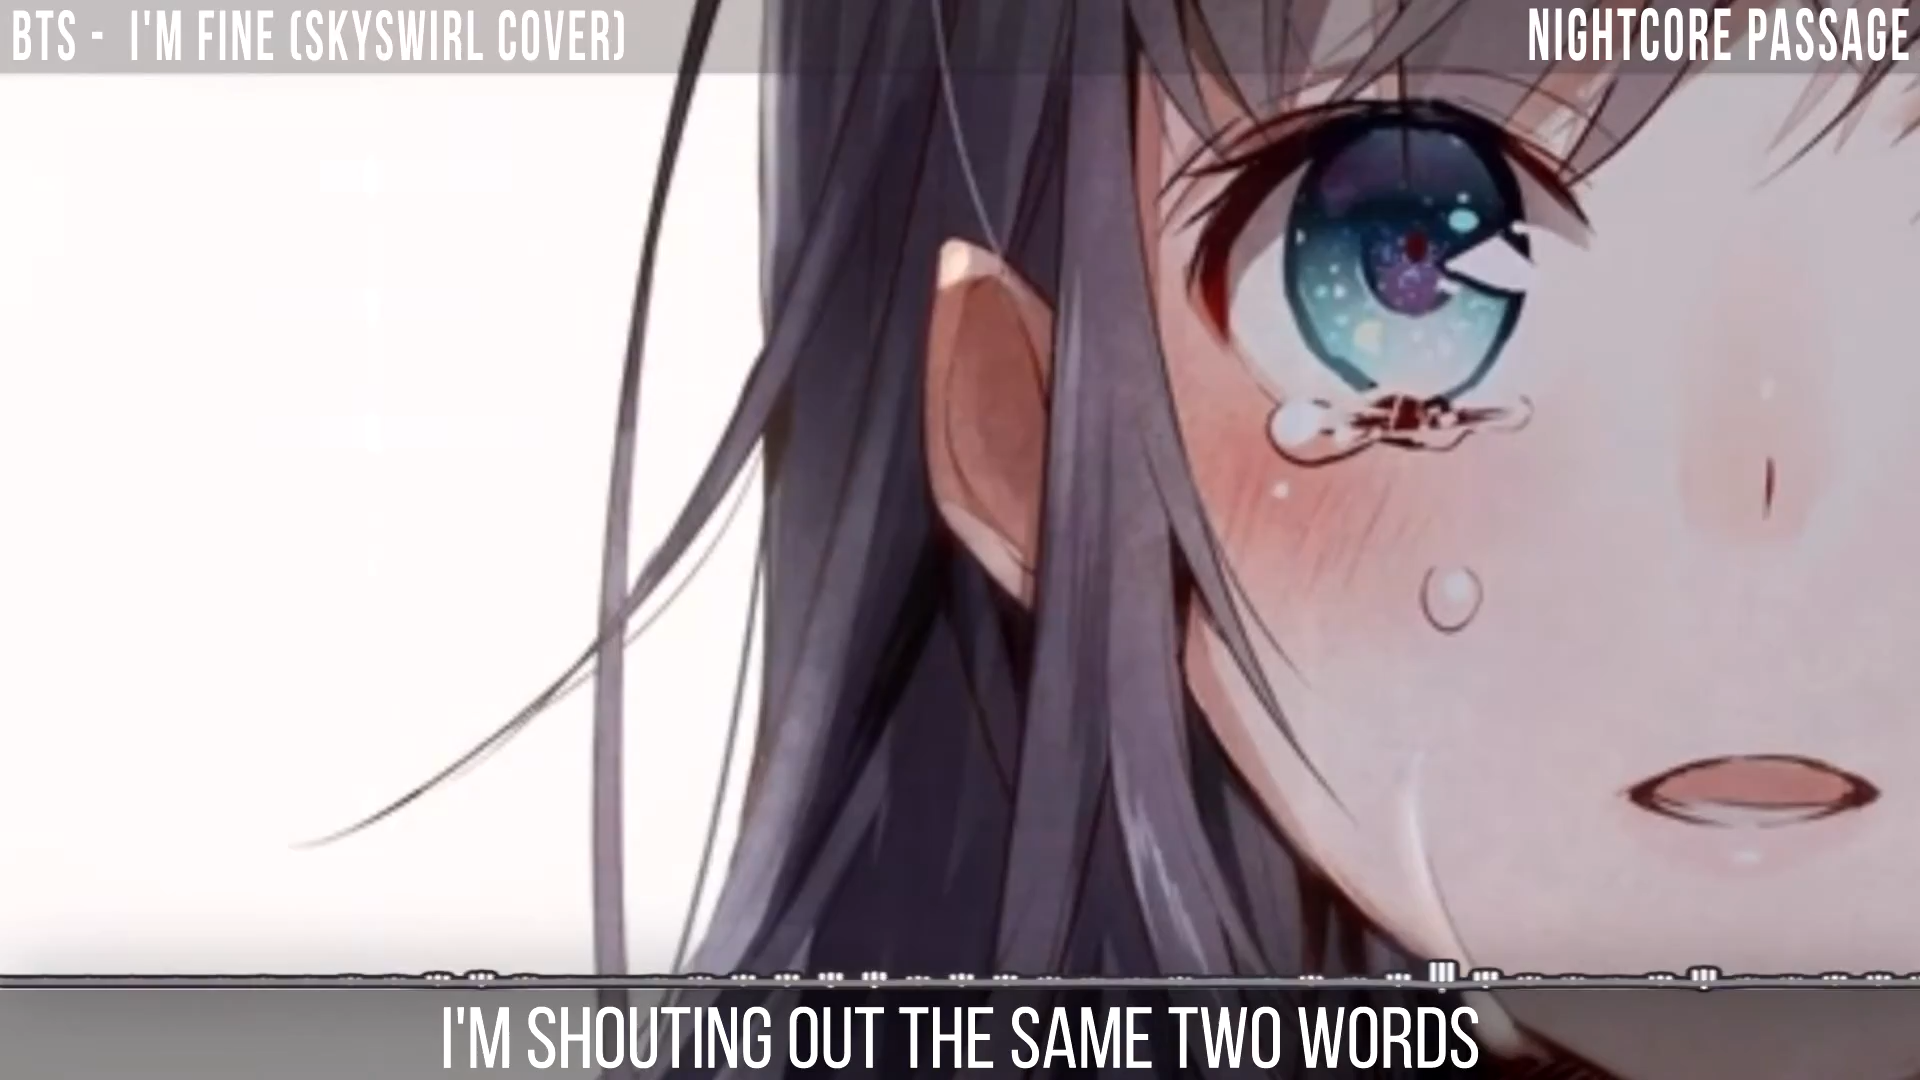 BTS - I'M FINE (SKYSWIRL COVER)
NIGHTCORE PASSAGE
I'M SHOUTING OUT THE SAME TWO WORDS